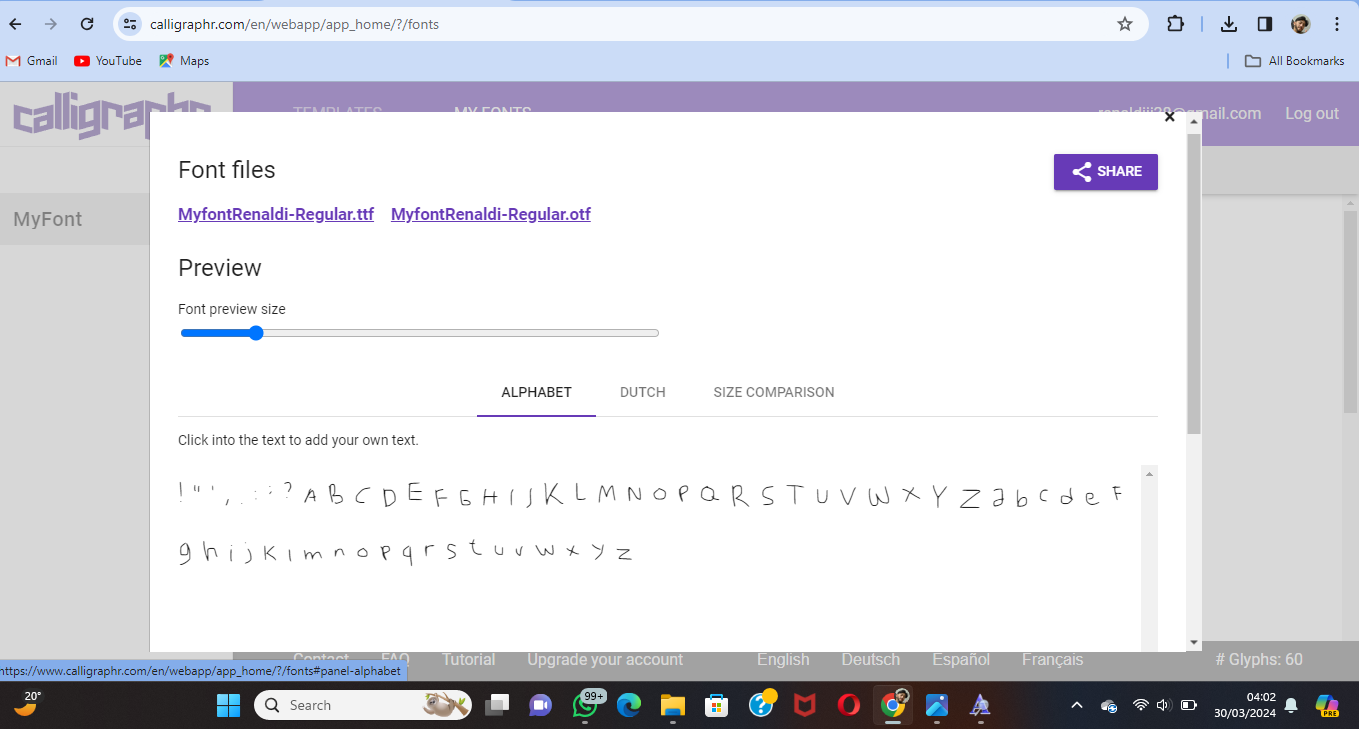 calligraphr.com/en/webapp/app_home/?/fonts
Gmail YouTube Maps All Bookmarks
calligraphr TEMPLATES MY FONTS Log out
MyFont
Font files
SHARE
MyfontRenaldi-Regular.ttf MyfontRenaldi-Regular.otf
Preview
Font preview size
ALPHABET DUTCH SIZE COMPARISON
Click into the text to add your own text.
! " ' , . : ; ? A B C D E F G H I J K L M N O P Q R S T U V W X Y Z a b c d e f
g h i j k l m n o p q r s t u v w x y z
Contact FAQ Tutorial Upgrade your account English Deutsch Español Français # Glyphs: 60
https://www.calligraphr.com/en/webapp/app_home/?/fonts#panel-alphabet
20° Search 99+ PRE 04:02
30/03/2024